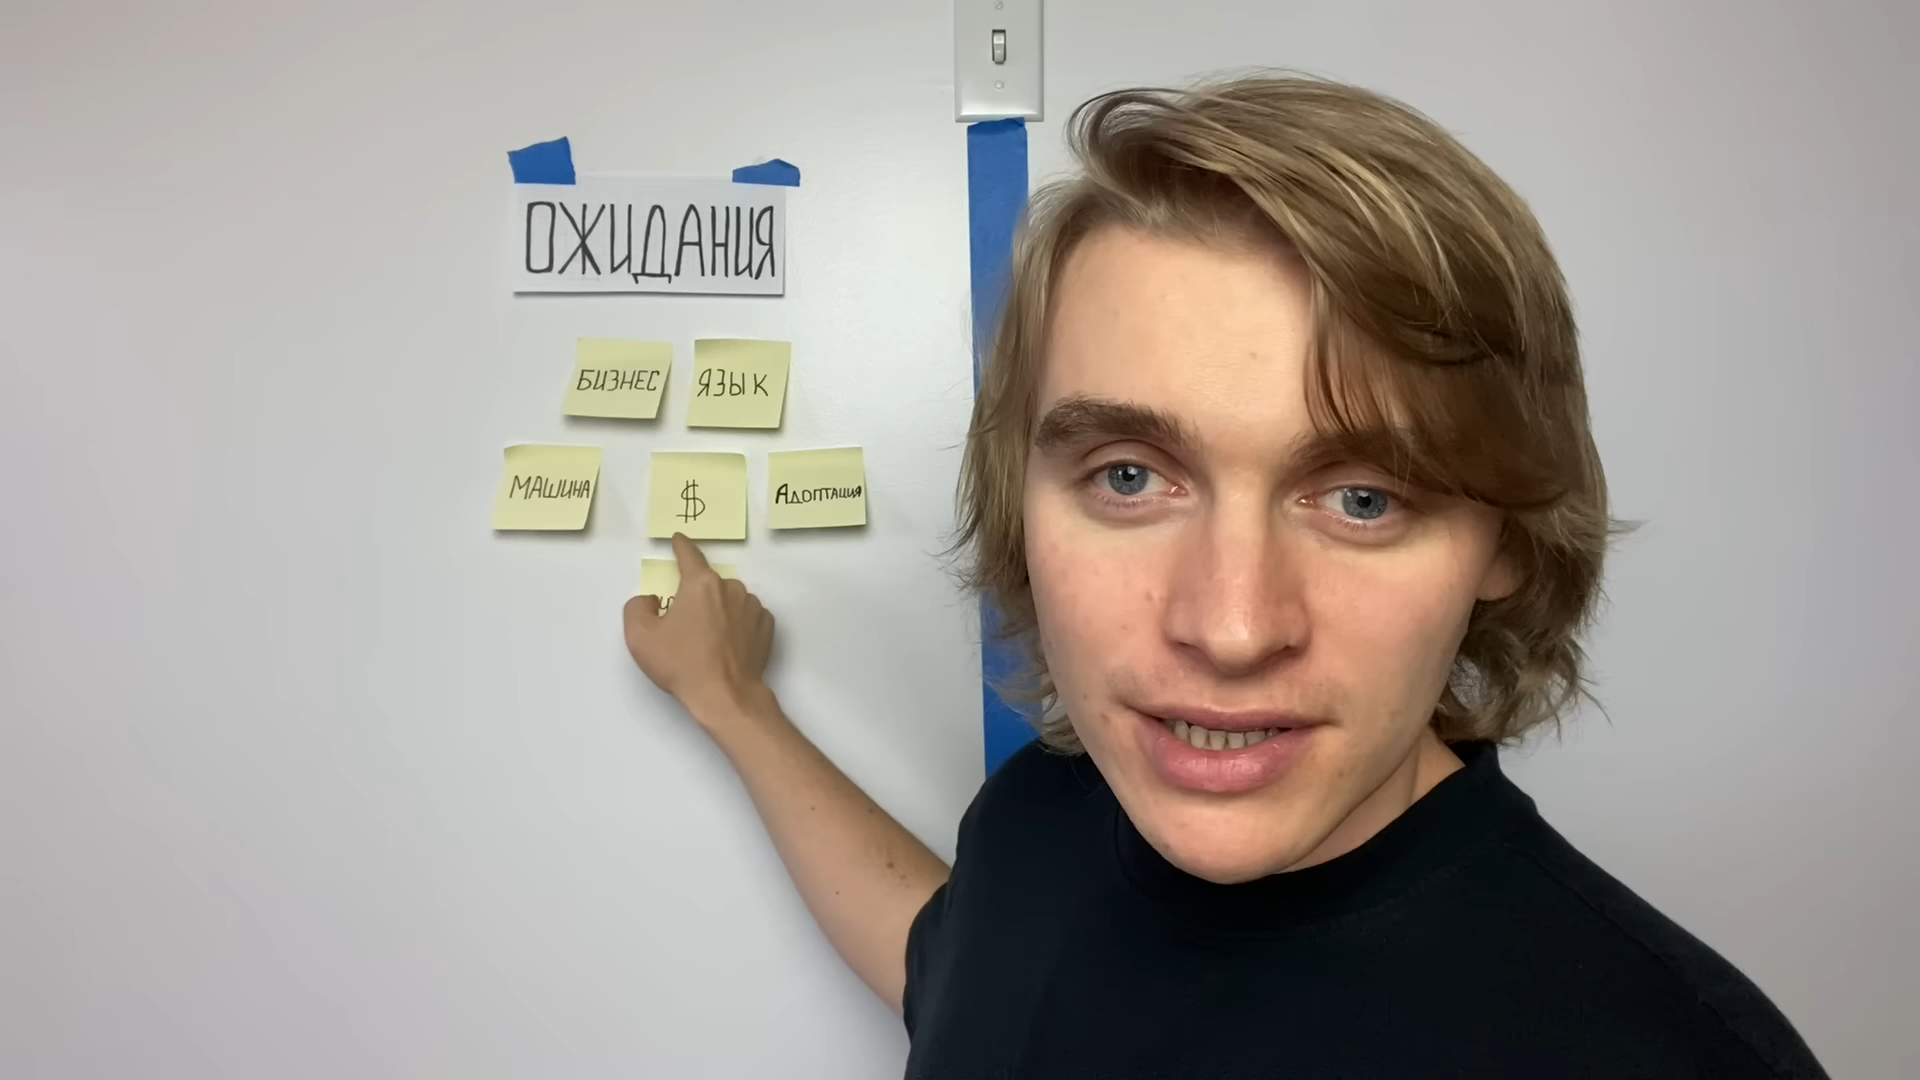 ОЖИДАНИЯ
БИЗНЕС
ЯЗЫК
МАШИНА
$
АДОПТАЦИЯ